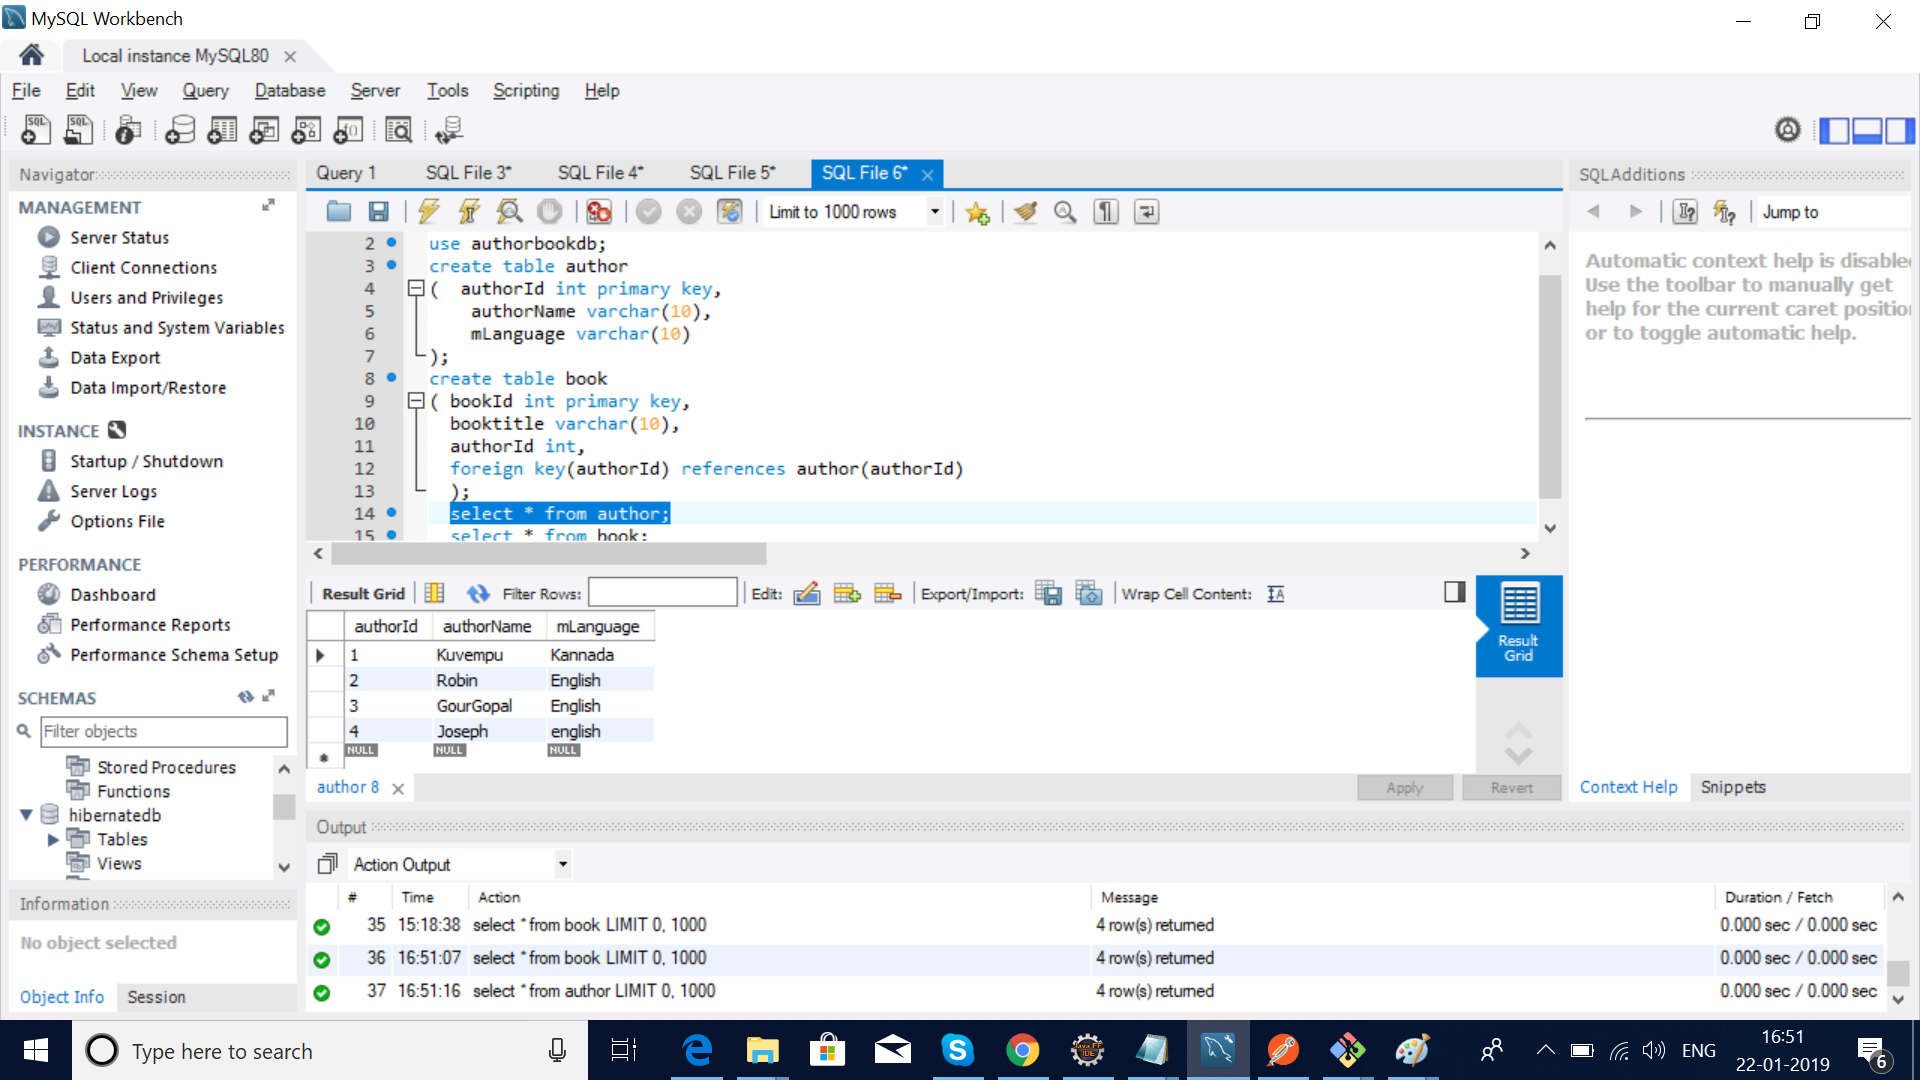 MySQL Workbench
Local instance MySQL80
File Edit View Query Database Server Tools Scripting Help
Navigator
MANAGEMENT
Server Status
Client Connections
Users and Privileges
Status and System Variables
Data Export
Data Import/Restore
INSTANCE
Startup / Shutdown
Server Logs
Options File
PERFORMANCE
Dashboard
Performance Reports
Performance Schema Setup
SCHEMAS
Filter objects
Stored Procedures
Functions
hibernatedb
Tables
Views
Information
No object selected
Object Info Session
Query 1 SQL File 3* SQL File 4* SQL File 5* SQL File 6*
Limit to 1000 rows
2 use authorbookdb;
3 create table author
4 ( authorId int primary key,
5 authorName varchar(10),
6 mLanguage varchar(10)
7 );
8 create table book
9 ( bookId int primary key,
10 booktitle varchar(10),
11 authorId int,
12 foreign key(authorId) references author(authorId)
13 );
14 select * from author;
15 select * from book;
Result Grid Filter Rows: Edit: Export/Import: Wrap Cell Content:
authorId authorName mLanguage
1 Kuvempu Kannada
2 Robin English
3 GourGopal English
4 Joseph english
NULL NULL NULL
Result
Grid
author 8
Apply Revert
SQLAdditions
Jump to
Automatic context help is disable
Use the toolbar to manually get
help for the current caret positio
or to toggle automatic help.
Context Help Snippets
Output
Action Output
# Time Action Message Duration / Fetch
35 15:18:38 select * from book LIMIT 0, 1000 4 row(s) returned 0.000 sec / 0.000 sec
36 16:51:07 select * from book LIMIT 0, 1000 4 row(s) returned 0.000 sec / 0.000 sec
37 16:51:16 select * from author LIMIT 0, 1000 4 row(s) returned 0.000 sec / 0.000 sec
Type here to search
ENG
16:51
22-01-2019
6